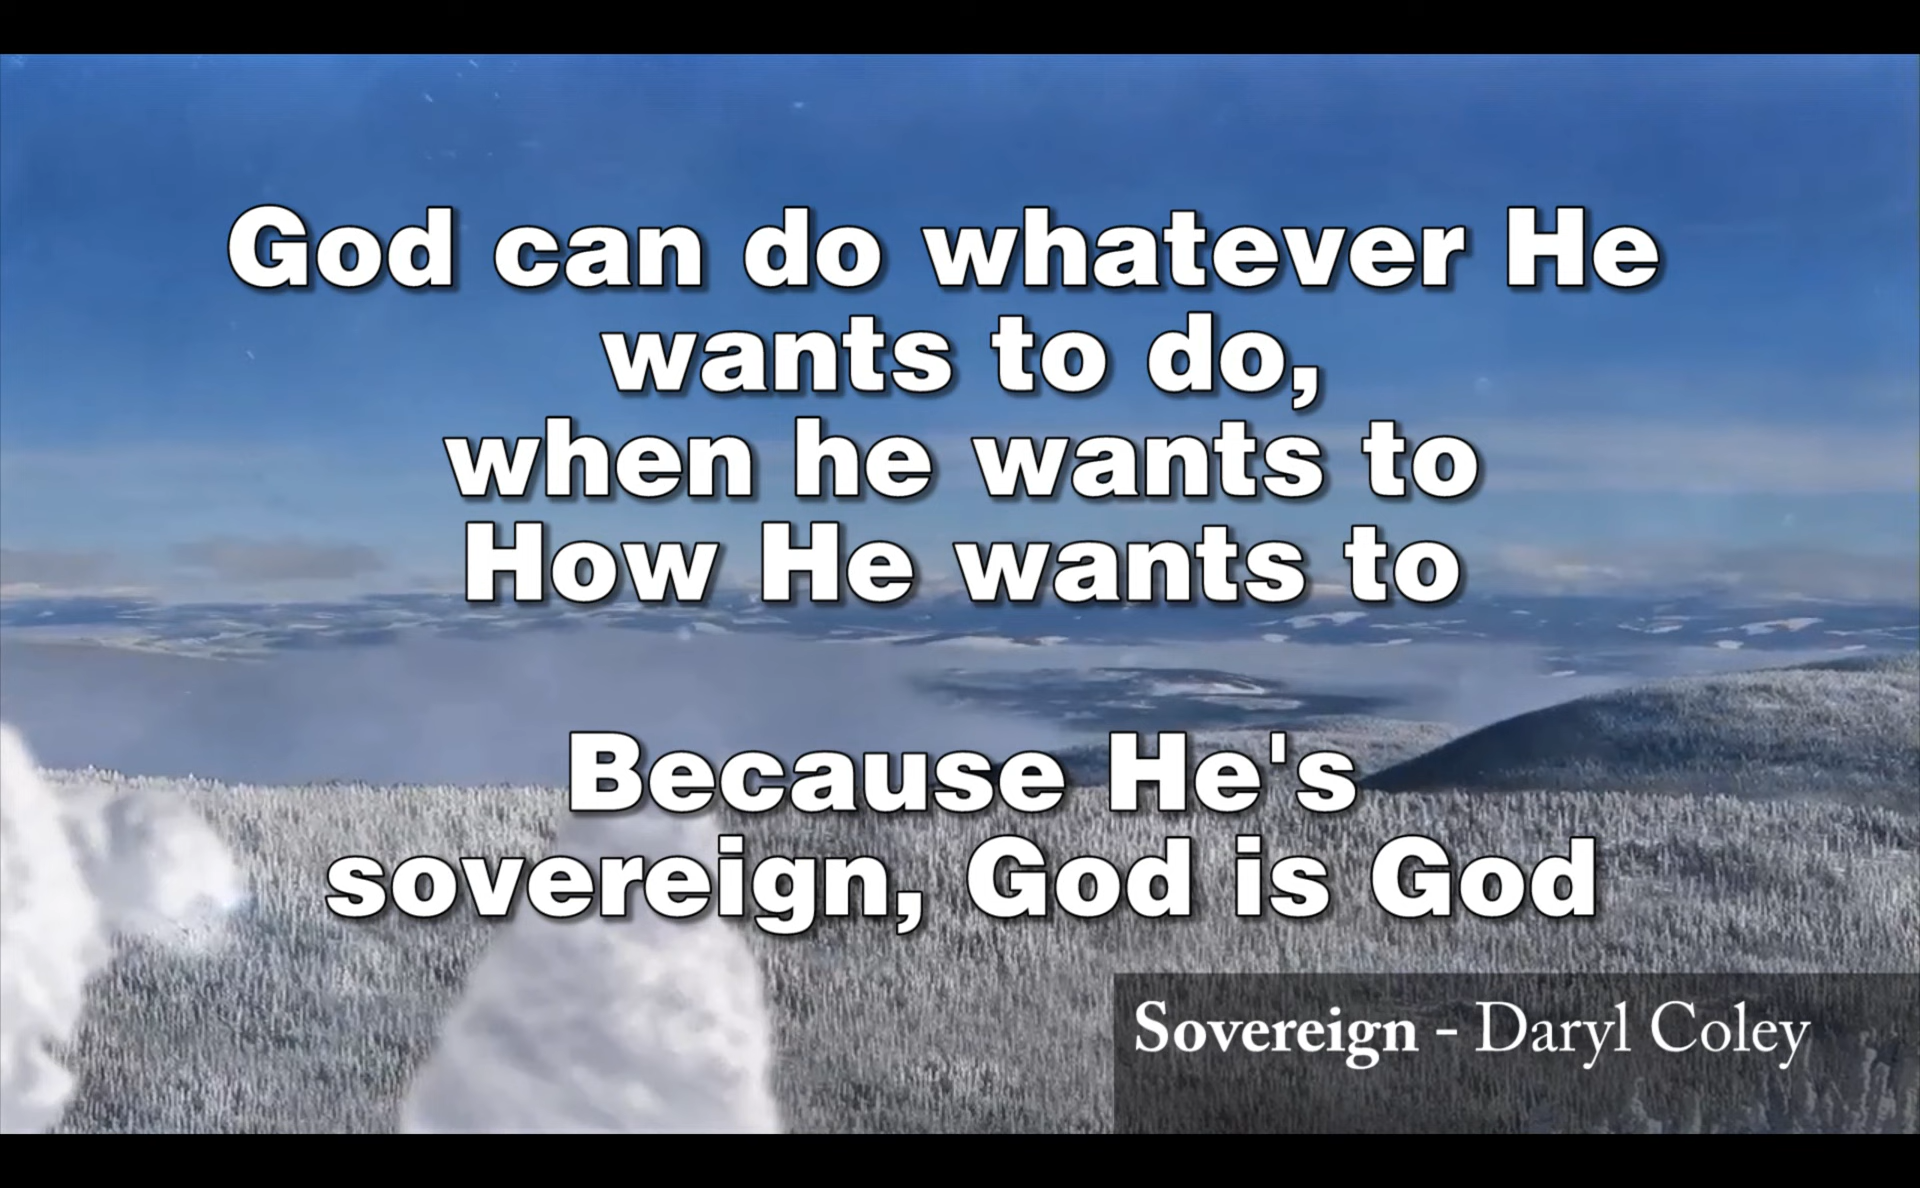 God can do whatever He
wants to do,
when he wants to
How He wants to
Because He's
sovereign, God is God
Sovereign - Daryl Coley